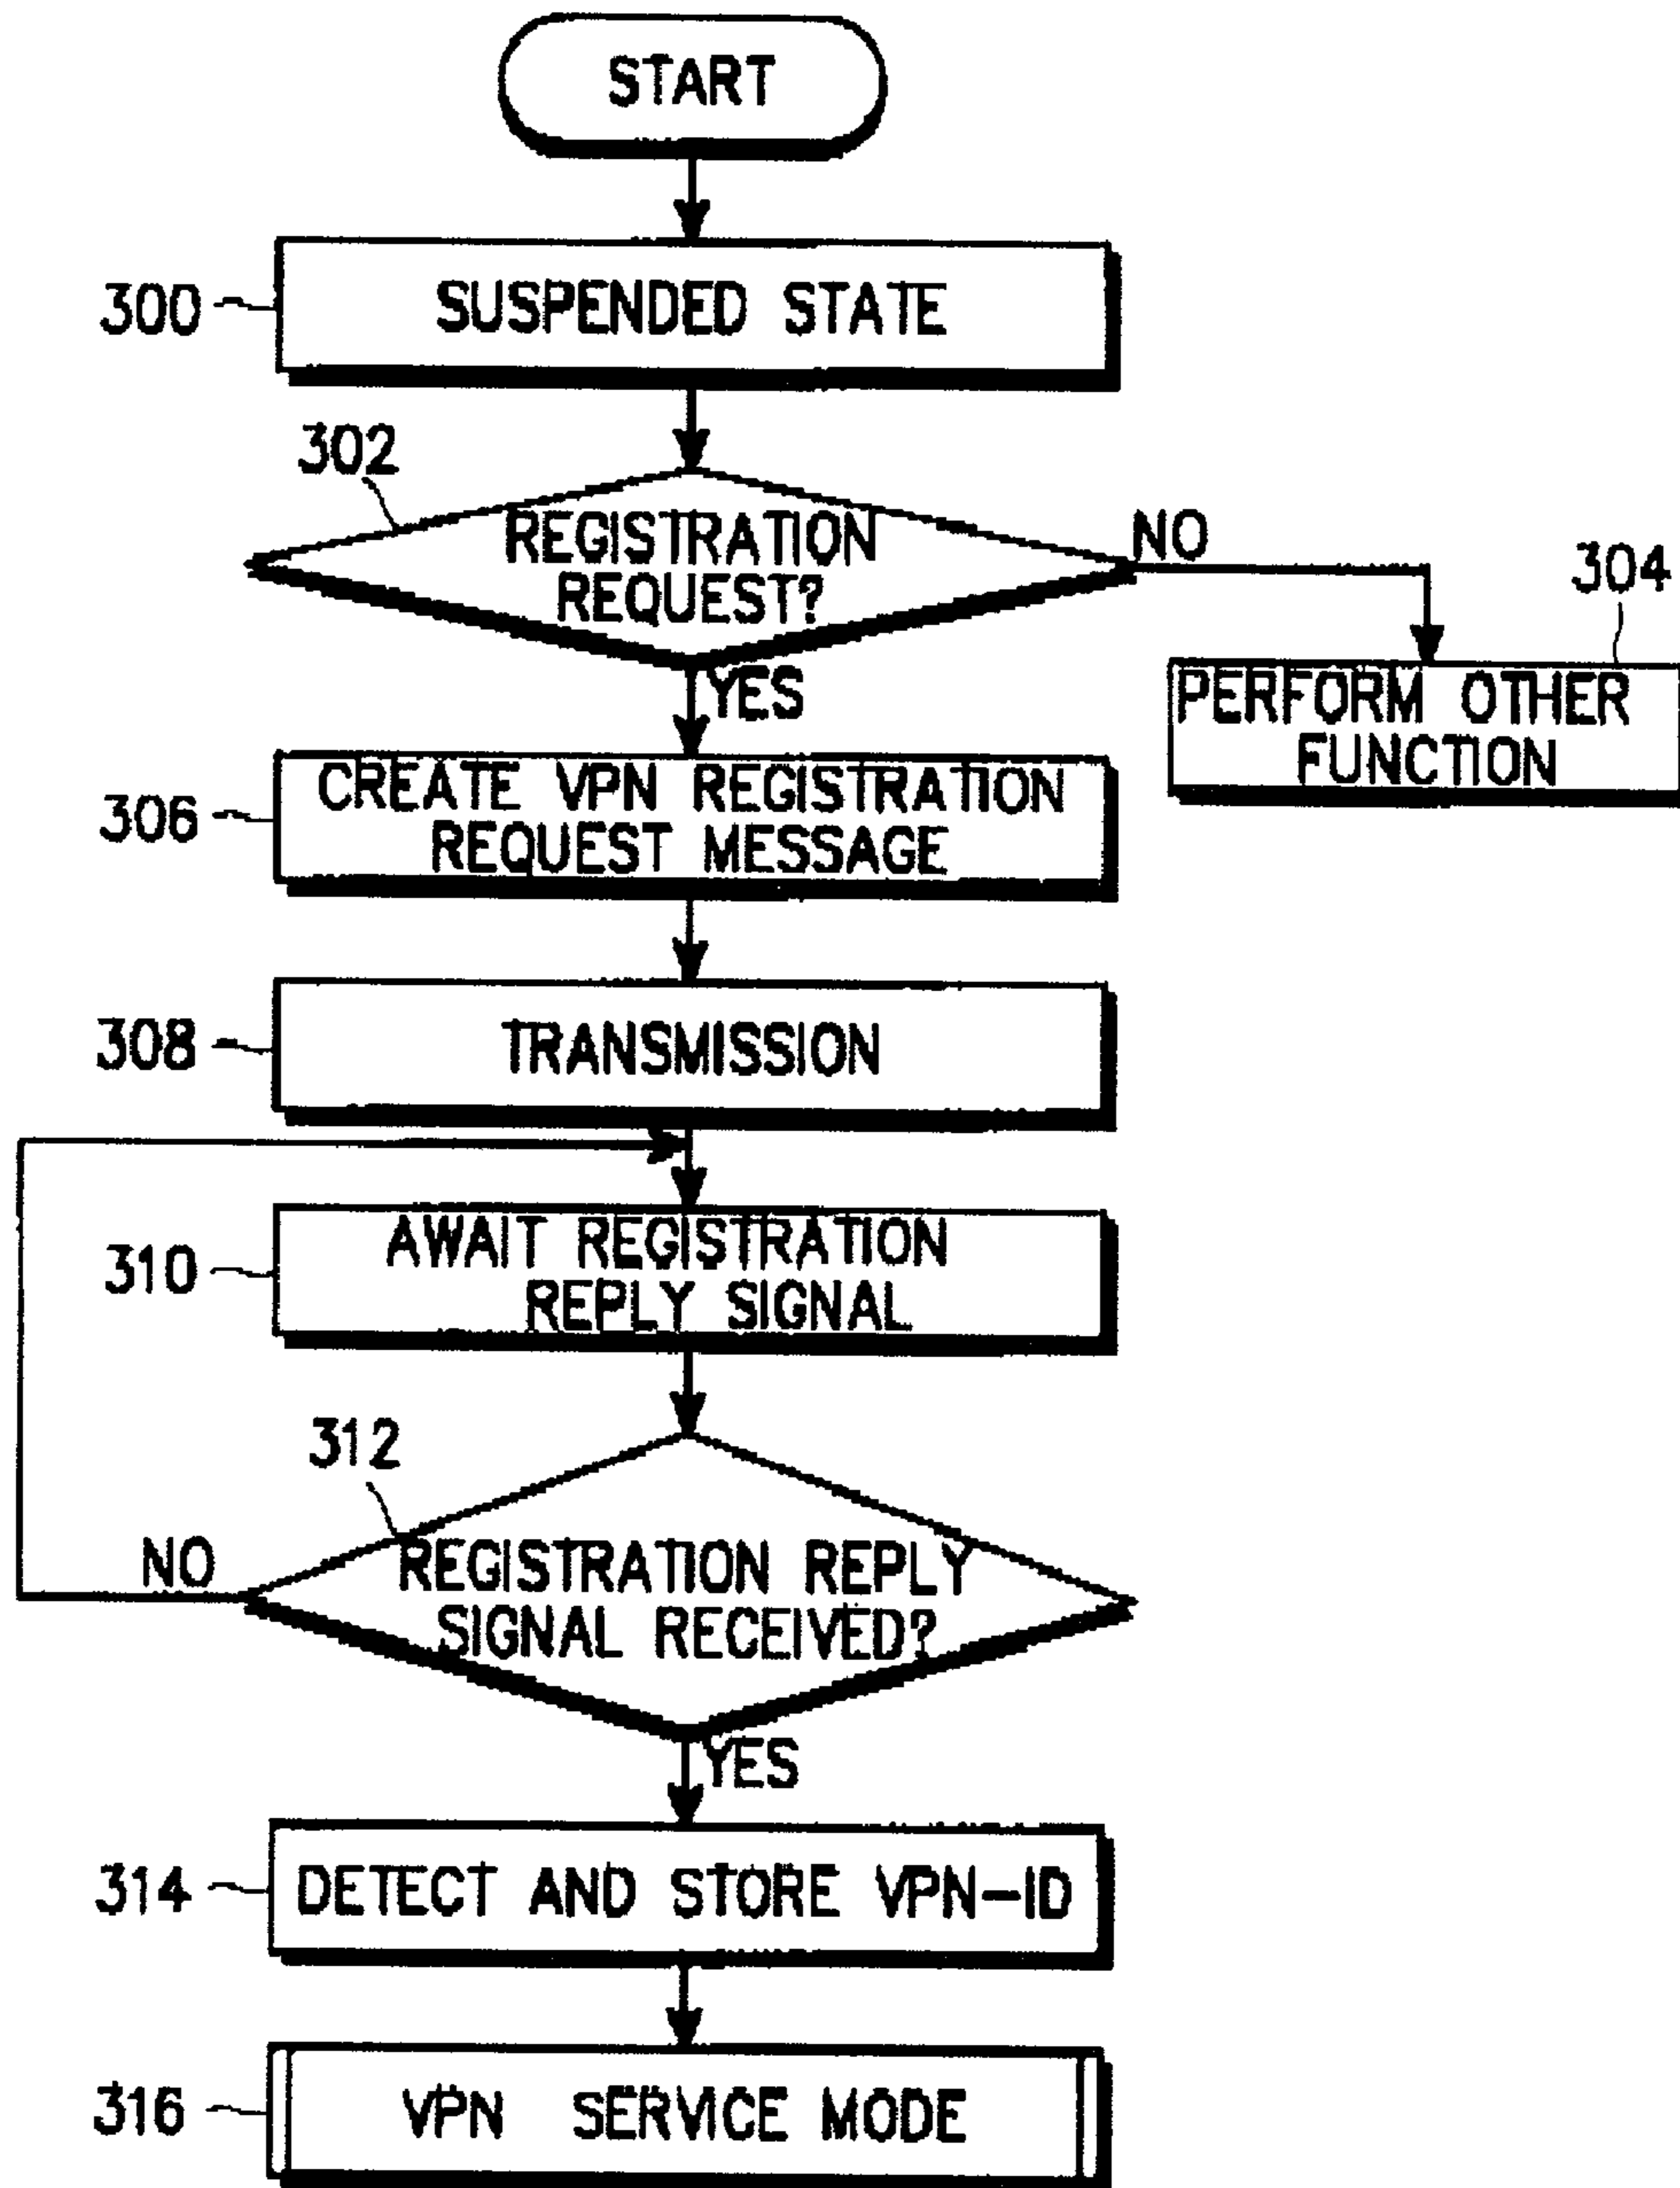 START
300
SUSPENDED STATE
302
REGISTRATION
REQUEST?
NO
304
YES
PERFORM OTHER
FUNCTION
306
CREATE VPN REGISTRATION
REQUEST MESSAGE
308
TRANSMISSION
310
AWAIT REGISTRATION
REPLY SIGNAL
312
NO
REGISTRATION REPLY
SIGNAL RECEIVED?
YES
314
DETECT AND STORE VPN-ID
316
VPN SERVICE MODE